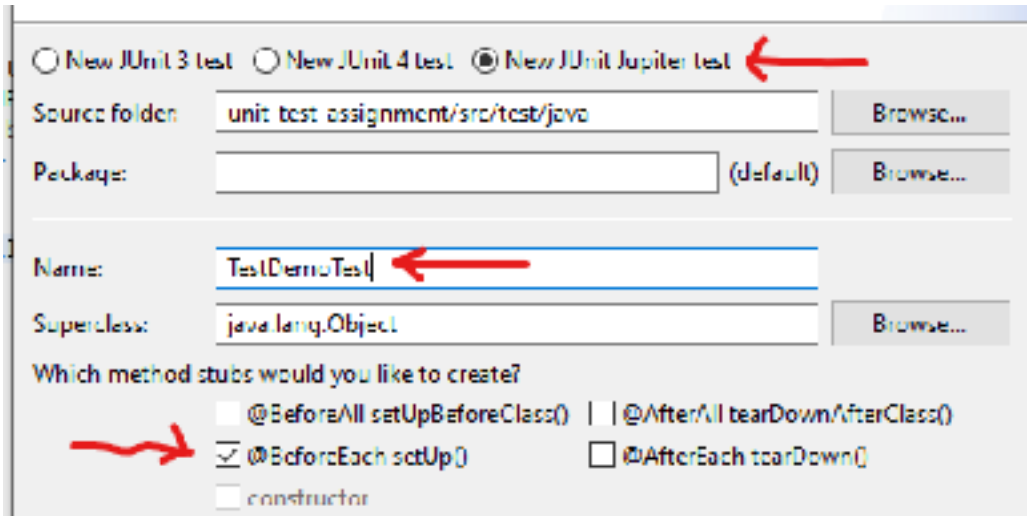 New JUnit 3 test New JUnit 4 test New JUnit Jupiter test
Source folder: unit-test-assignment/src/test/java Browse...
Package: (default) Browse...
Name: TestDemoTest
Superclass: java.lang.Object Browse...
Which method stubs would you like to create?
@BeforeAll setUpBeforeClass() @AfterAll tearDownAfterClass()
@BeforeEach setUp() @AfterEach tearDown()
constructor